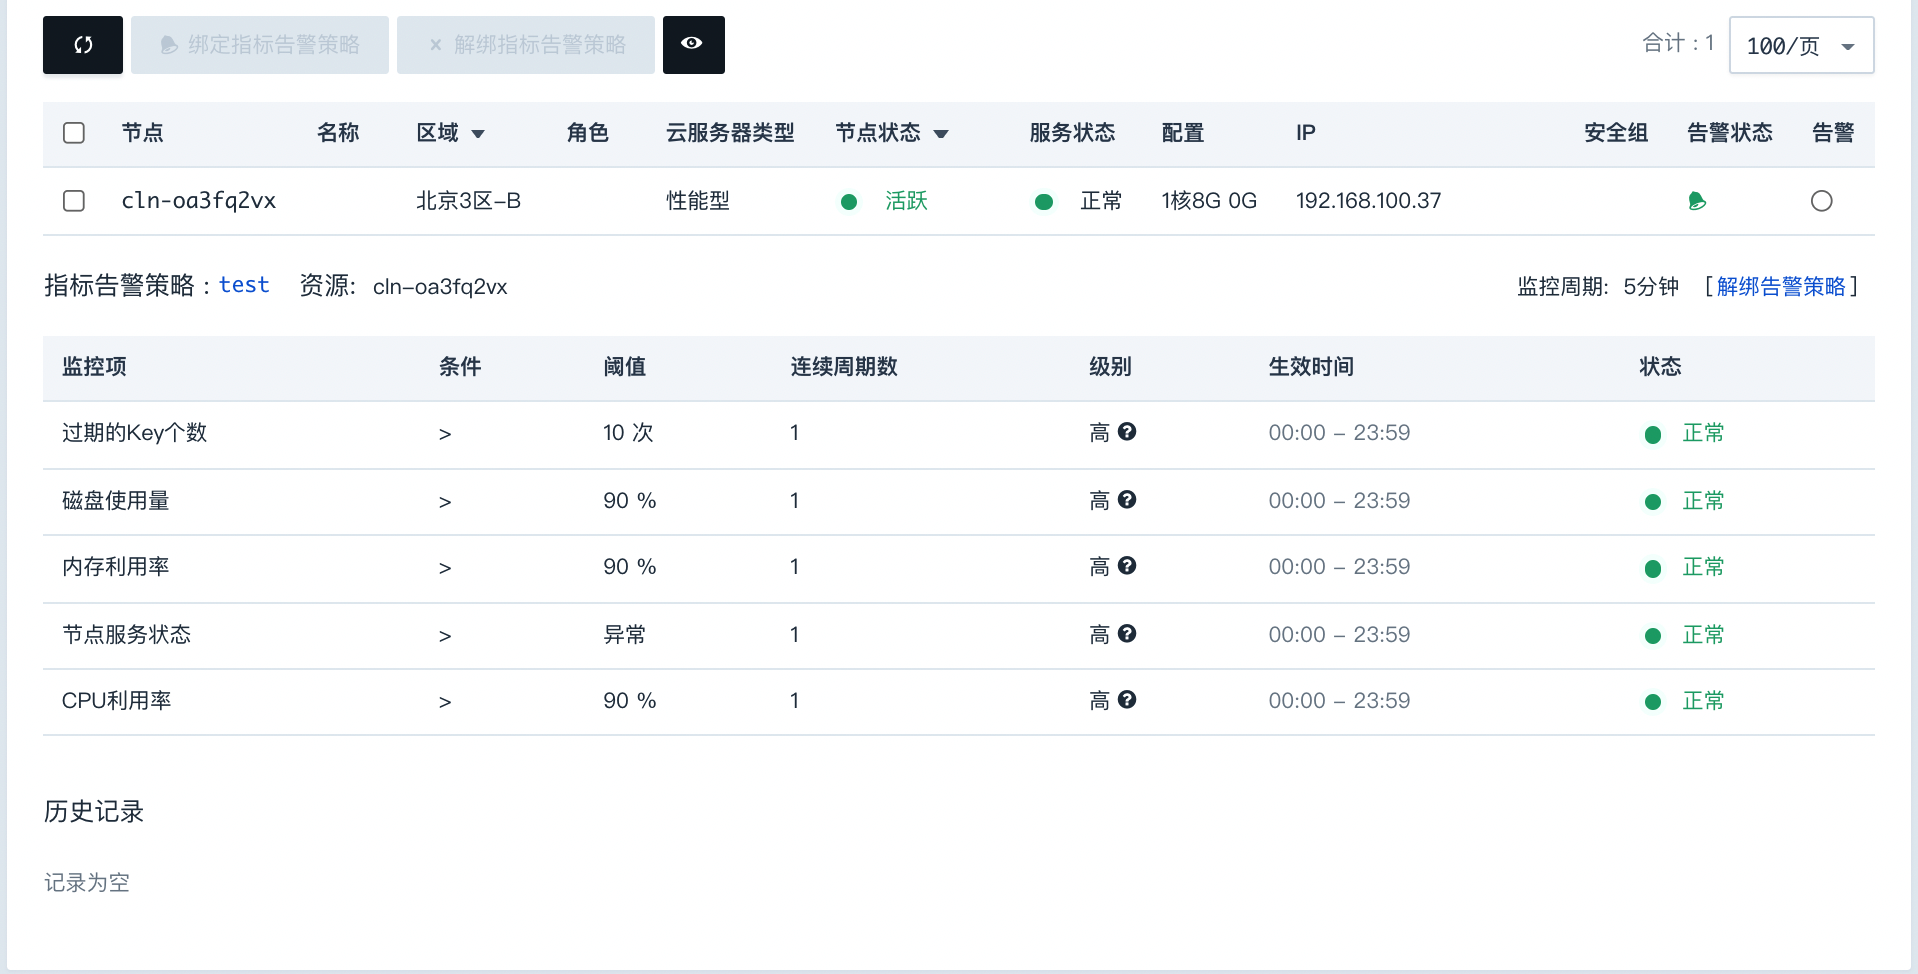 绑定指标告警策略 × 解绑指标告警策略 合计 : 1 100/页
节点 名称 区域 角色 云服务器类型 节点状态 服务状态 配置 IP 安全组 告警状态 告警
cln-oa3fq2vx 北京3区-B 性能型 活跃 正常 1核8G 0G 192.168.100.37
指标告警策略 : test 资源: cln-oa3fq2vx 监控周期: 5分钟 [解绑告警策略]
监控项 条件 阈值 连续周期数 级别 生效时间 状态
过期的Key个数 > 10 次 1 高 ? 00:00 – 23:59 正常
磁盘使用量 > 90 % 1 高 ? 00:00 – 23:59 正常
内存利用率 > 90 % 1 高 ? 00:00 – 23:59 正常
节点服务状态 > 异常 1 高 ? 00:00 – 23:59 正常
CPU利用率 > 90 % 1 高 ? 00:00 – 23:59 正常
历史记录
记录为空